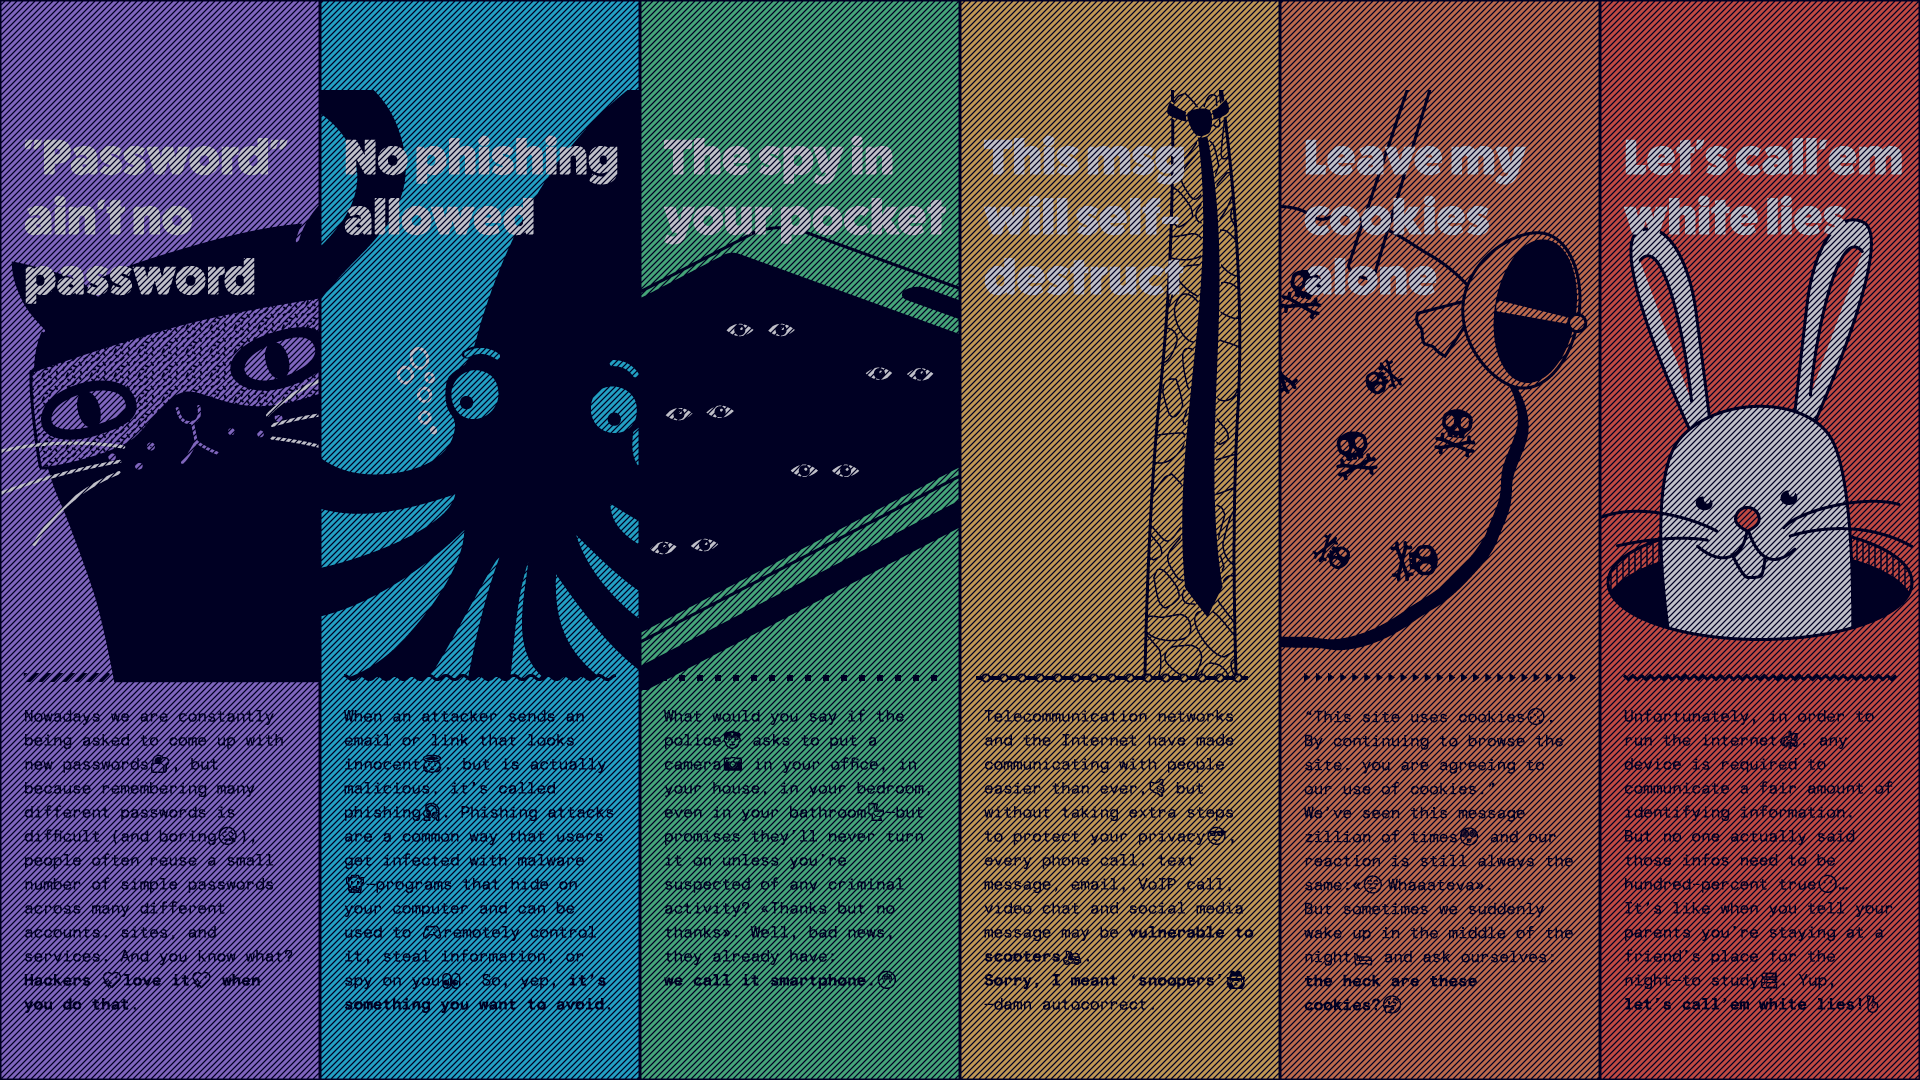 "Password"
ain't no
password
Nowadays we are constantly
being asked to come up with
new passwords, but
because remembering many
different passwords is
difficult (and boring),
people often reuse a small
number of simple passwords
across many different
accounts, sites, and
services. And you know what?
Hackers love it when
you do that.
No phishing
allowed
When an attacker sends an
email or link that looks
innocent, but is actually
malicious, it's called
phishing. Phishing attacks
are a common way that users
get infected with malware
—programs that hide on
your computer and can be
used to remotely control
it, steal information, or
spy on you. So, yep, it's
something you want to avoid.
The spy in
your pocket
What would you say if the
police asks to put a
camera in your office, in
your house, in your bedroom,
even in your bathroom—but
promises they'll never turn
it on unless you're
suspected of any criminal
activity? «Thanks but no
thanks». Well, bad news,
they already have:
we call it smartphone.
This msg
will self-
destruct
Telecommunication networks
and the Internet have made
communicating with people
easier than ever, but
without taking extra steps
to protect your privacy,
every phone call, text
message, email, VoIP call,
video chat and social media
message may be vulnerable to
scooters.
Sorry, I meant 'snoopers'
—damn autocorrect
Leave my
cookies
alone
"This site uses cookies.
By continuing to browse the
site, you are agreeing to
our use of cookies."
We've seen this message
zillion of times and our
reaction is still always the
same:« Whaaateva».
But sometimes we suddenly
wake up in the middle of the
night and ask ourselves:
the heck are these
cookies?
Let's call'em
white lies
Unfortunately, in order to
run the internet, any
device is required to
communicate a fair amount of
identifying information.
But no one actually said
those infos need to be
hundred-percent true…
It's like when you tell your
parents you're staying at a
friend's place for the
night—to study. Yup,
let's call'em white lies!